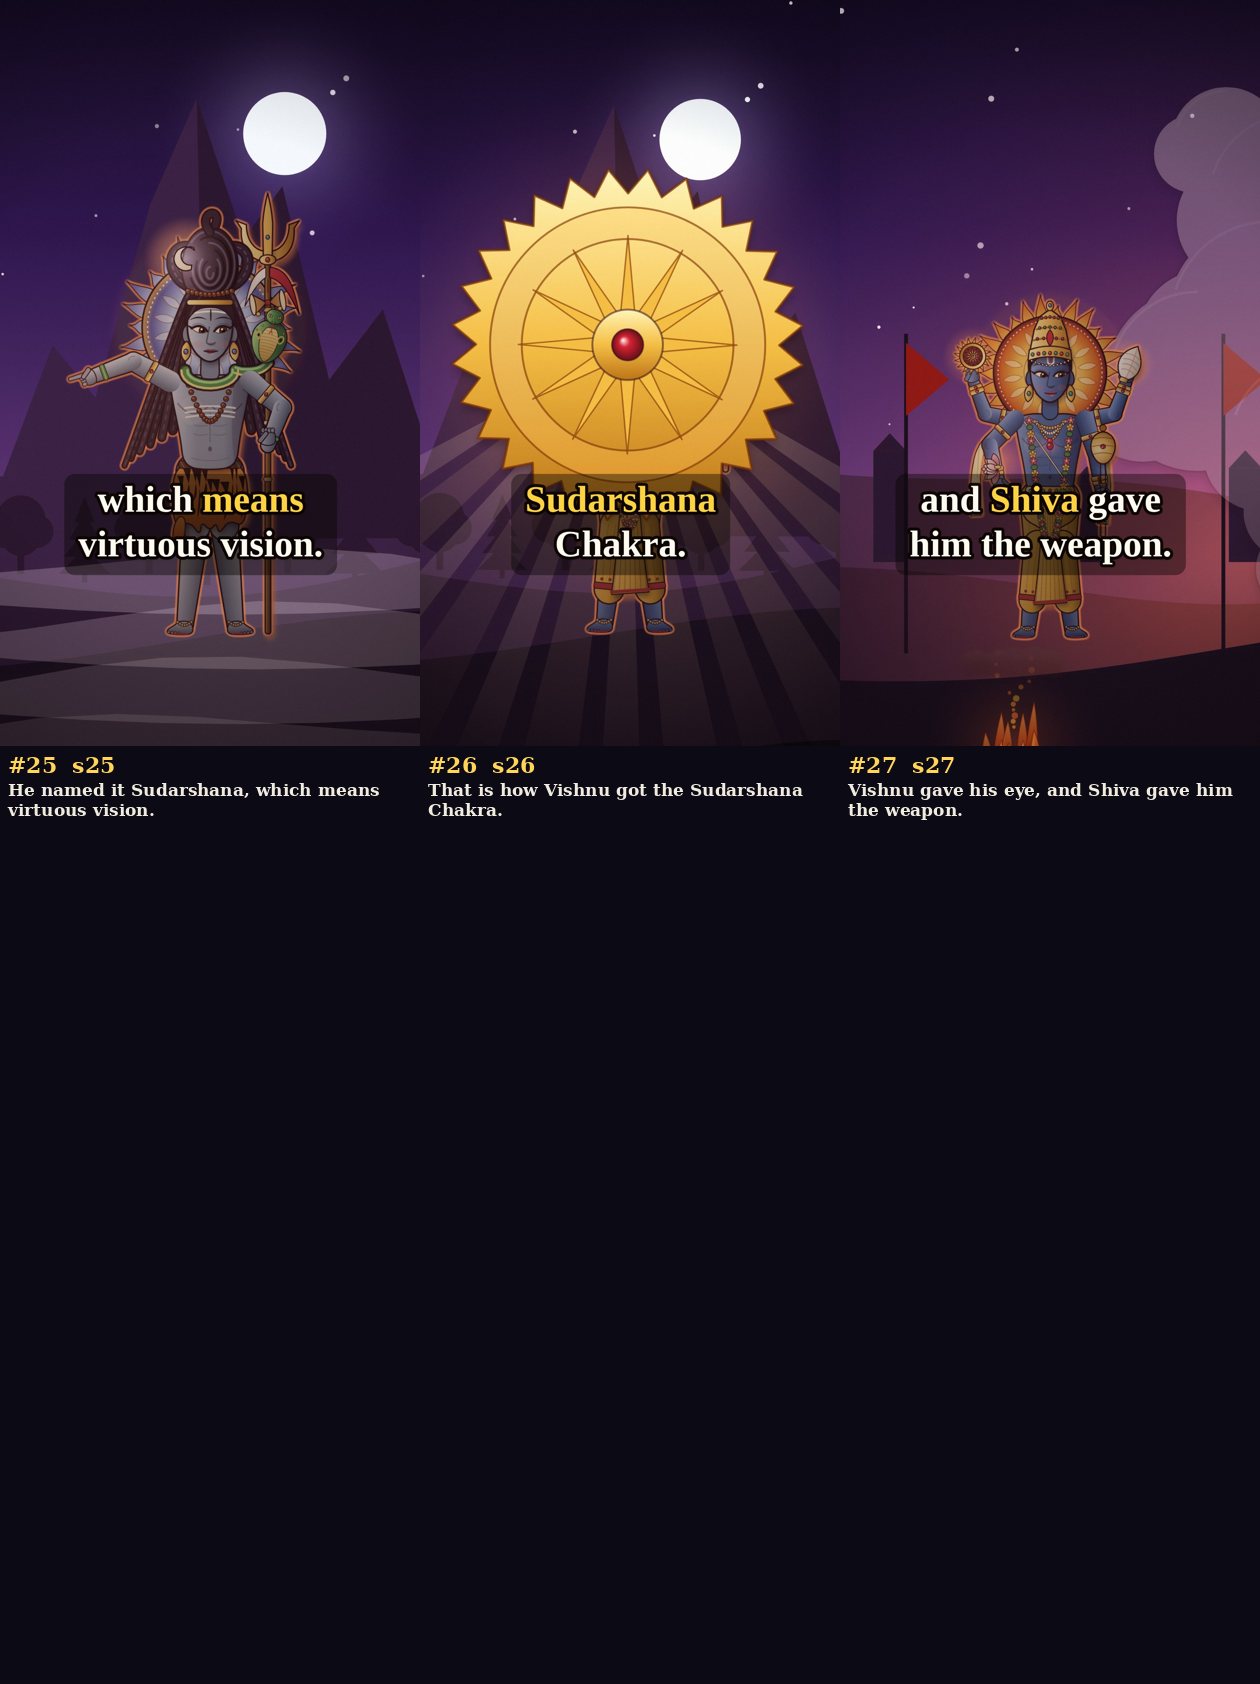 which means
virtuous vision.
Sudarshana
Chakra.
and Shiva gave
him the weapon.
#25 s25
He named it Sudarshana, which means
virtuous vision.
#26 s26
That is how Vishnu got the Sudarshana
Chakra.
#27 s27
Vishnu gave his eye, and Shiva gave him
the weapon.